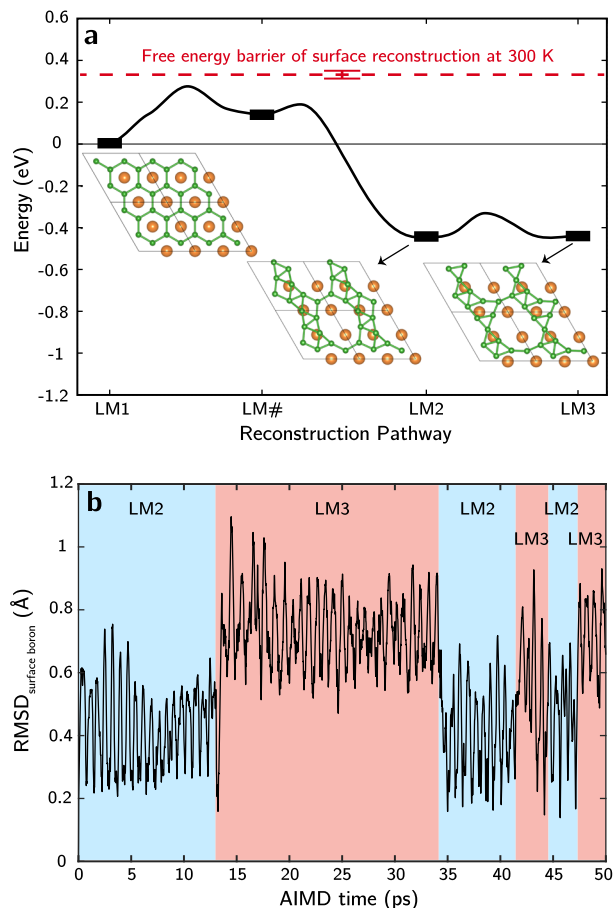 a
Free energy barrier of surface reconstruction at 300 K
Energy (eV)
0.6
0.4
0.2
0
-0.2
-0.4
-0.6
-0.8
-1
-1.2
LM1 LM# LM2 LM3
Reconstruction Pathway
b
LM2 LM3 LM2 LM2
LM3 LM3
RMSD surface boron (Å)
1.2
1
0.8
0.6
0.4
0.2
0
0 5 10 15 20 25 30 35 40 45 50
AIMD time (ps)